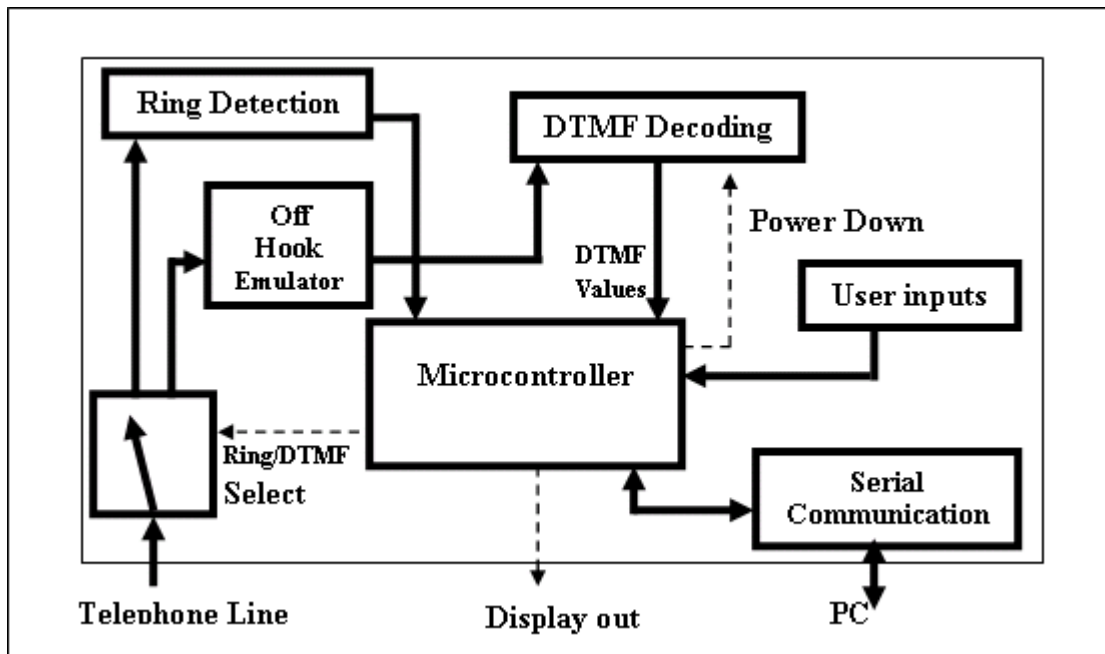 Ring Detection
DTMF Decoding
Off
Hook
Emulator
Power Down
DTMF
Values
User inputs
Microcontroller
Ring/DTMF
Select
Serial
Communication
Telephone Line
Display out
PC